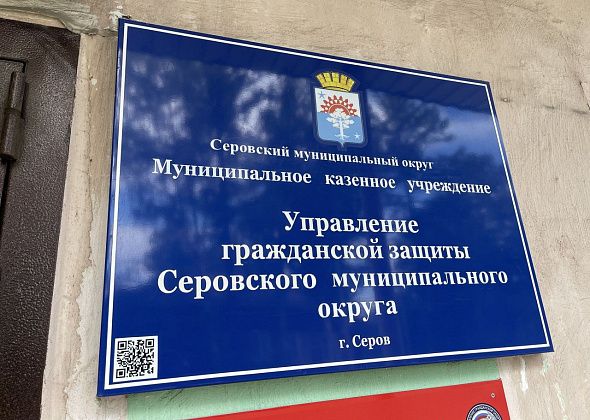 Серовский муниципальный округ
Муниципальное казенное учреждение
Управление
гражданской защиты
Серовского муниципального
округа
г. Серов